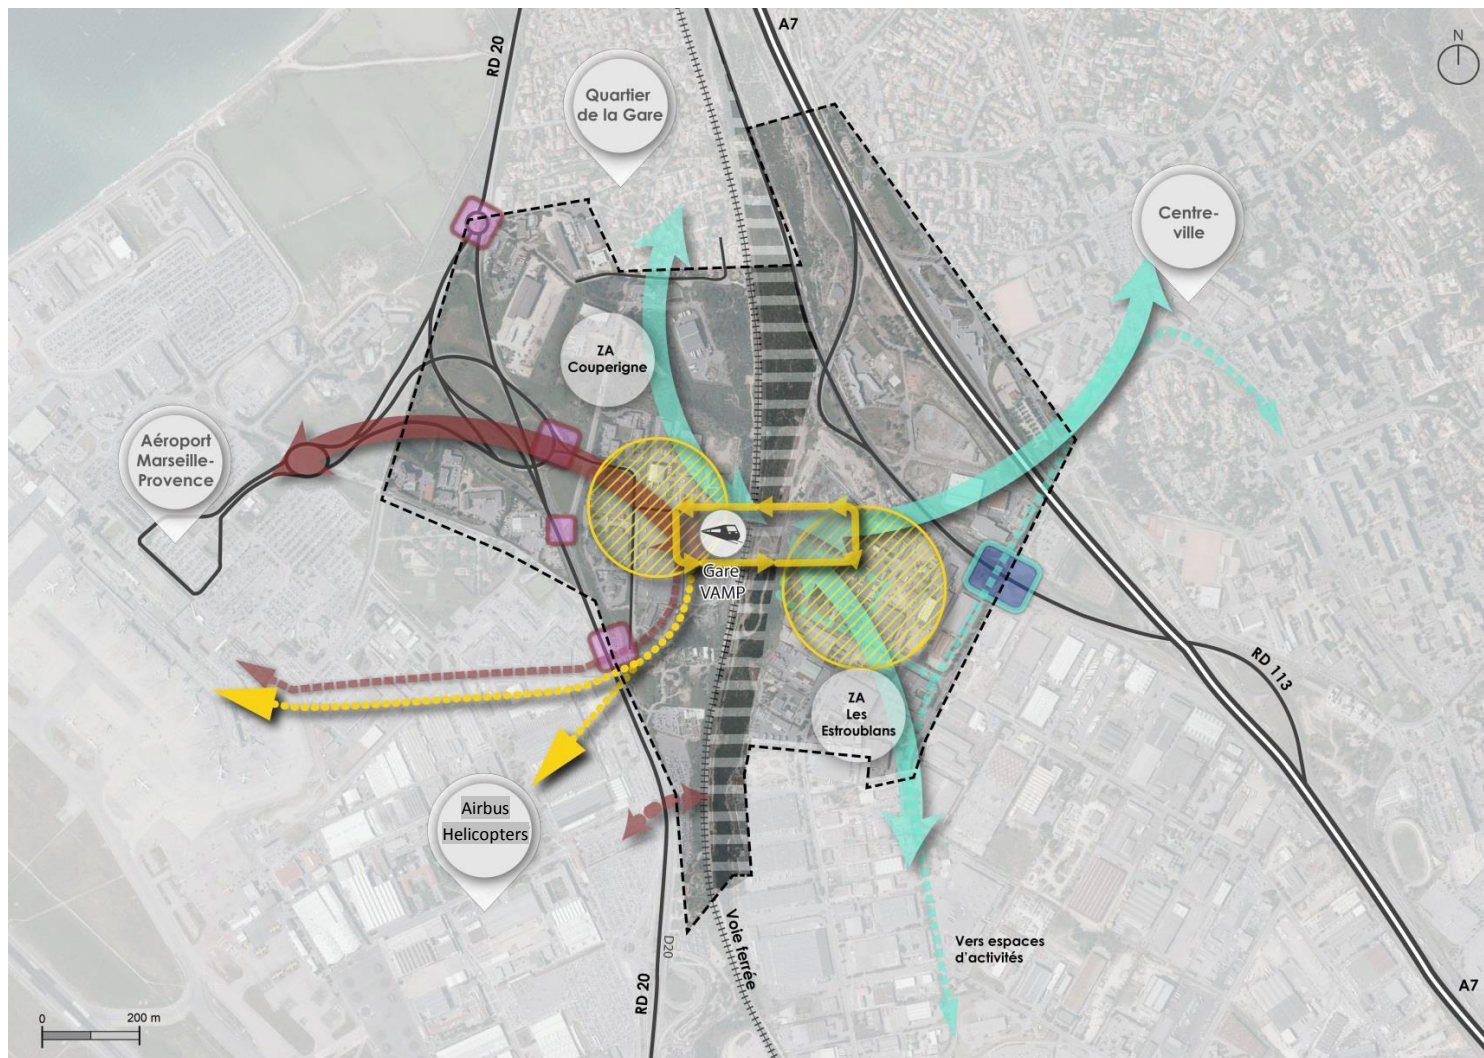 A7
RD 20
N
Quartier
de la Gare
Centre-
ville
ZA
Couperigne
Aéroport
Marseille-
Provence
Gare
VAMP
RD 113
ZA
Les
Estroublans
Airbus
Helicopters
Voie ferrée
D20
RD 20
Vers espaces
d'activités
A7
0
200 m